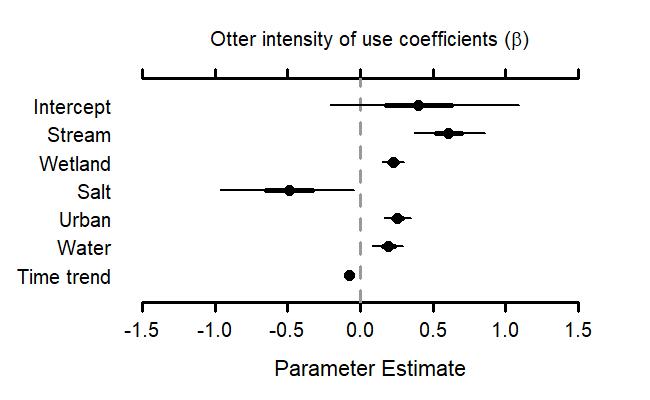 Otter intensity of use coefficients (β)
Intercept
Stream
Wetland
Salt
Urban
Water
Time trend
-1.5 -1.0 -0.5 0.0 0.5 1.0 1.5
Parameter Estimate